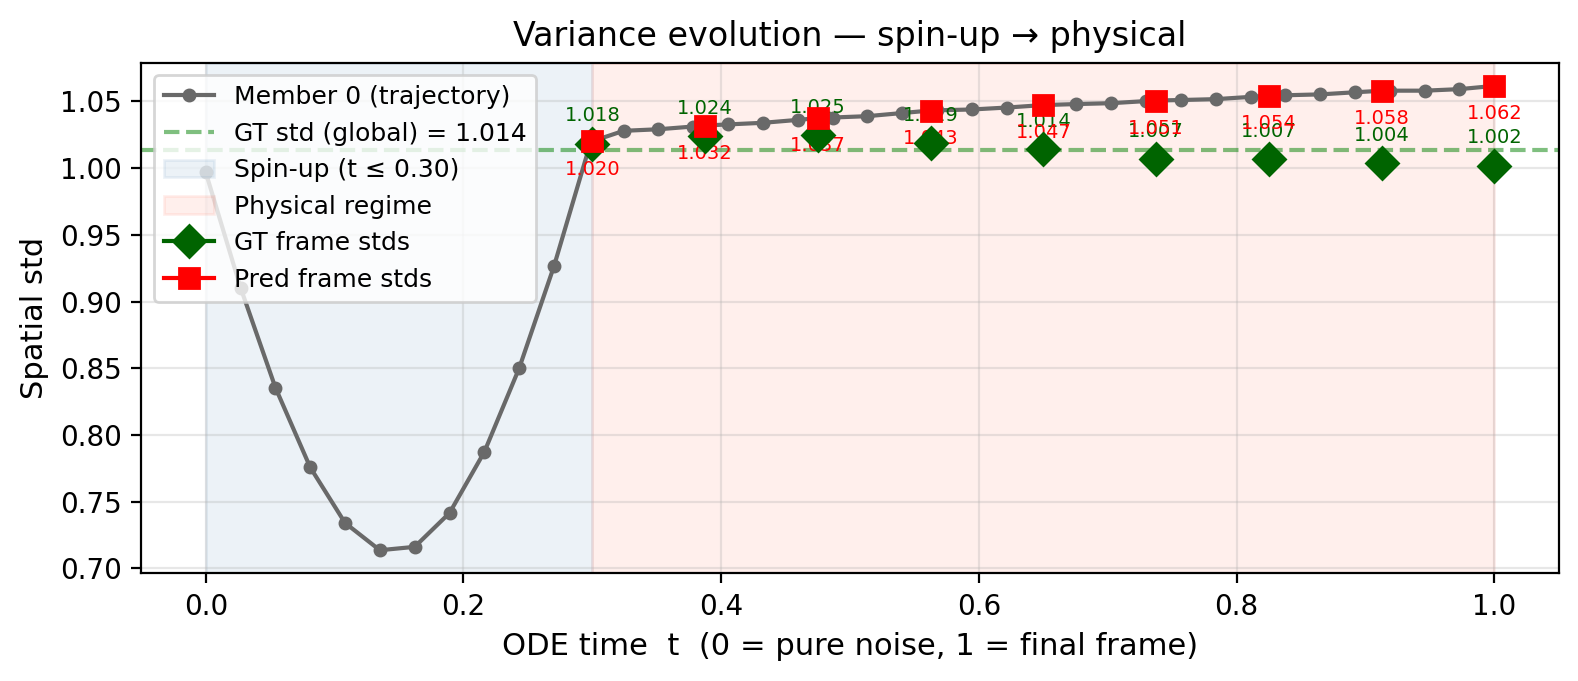 Variance evolution — spin-up → physical
Member 0 (trajectory)
GT std (global) = 1.014
Spin-up (t ≤ 0.30)
Physical regime
GT frame stds
Pred frame stds
1.018
1.024
1.025
1.014
1.007
1.007
1.004
1.002
1.020
1.032
1.047
1.051
1.054
1.058
1.062
Spatial std
1.05
1.00
0.95
0.90
0.85
0.80
0.75
0.70
0.0 0.2 0.4 0.6 0.8 1.0
ODE time t (0 = pure noise, 1 = final frame)